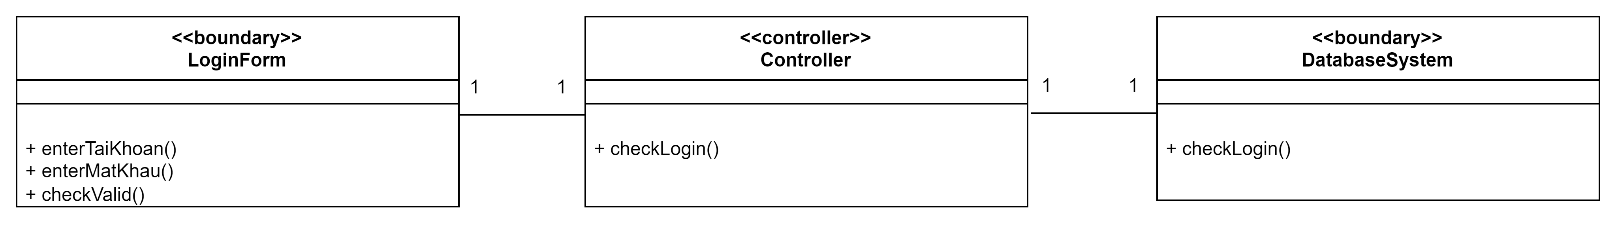 <<boundary>>
LoginForm
+ enterTaiKhoan()
+ enterMatKhau()
+ checkValid()
1
1
<<controller>>
Controller
+ checkLogin()
1
1
<<boundary>>
DatabaseSystem
+ checkLogin()